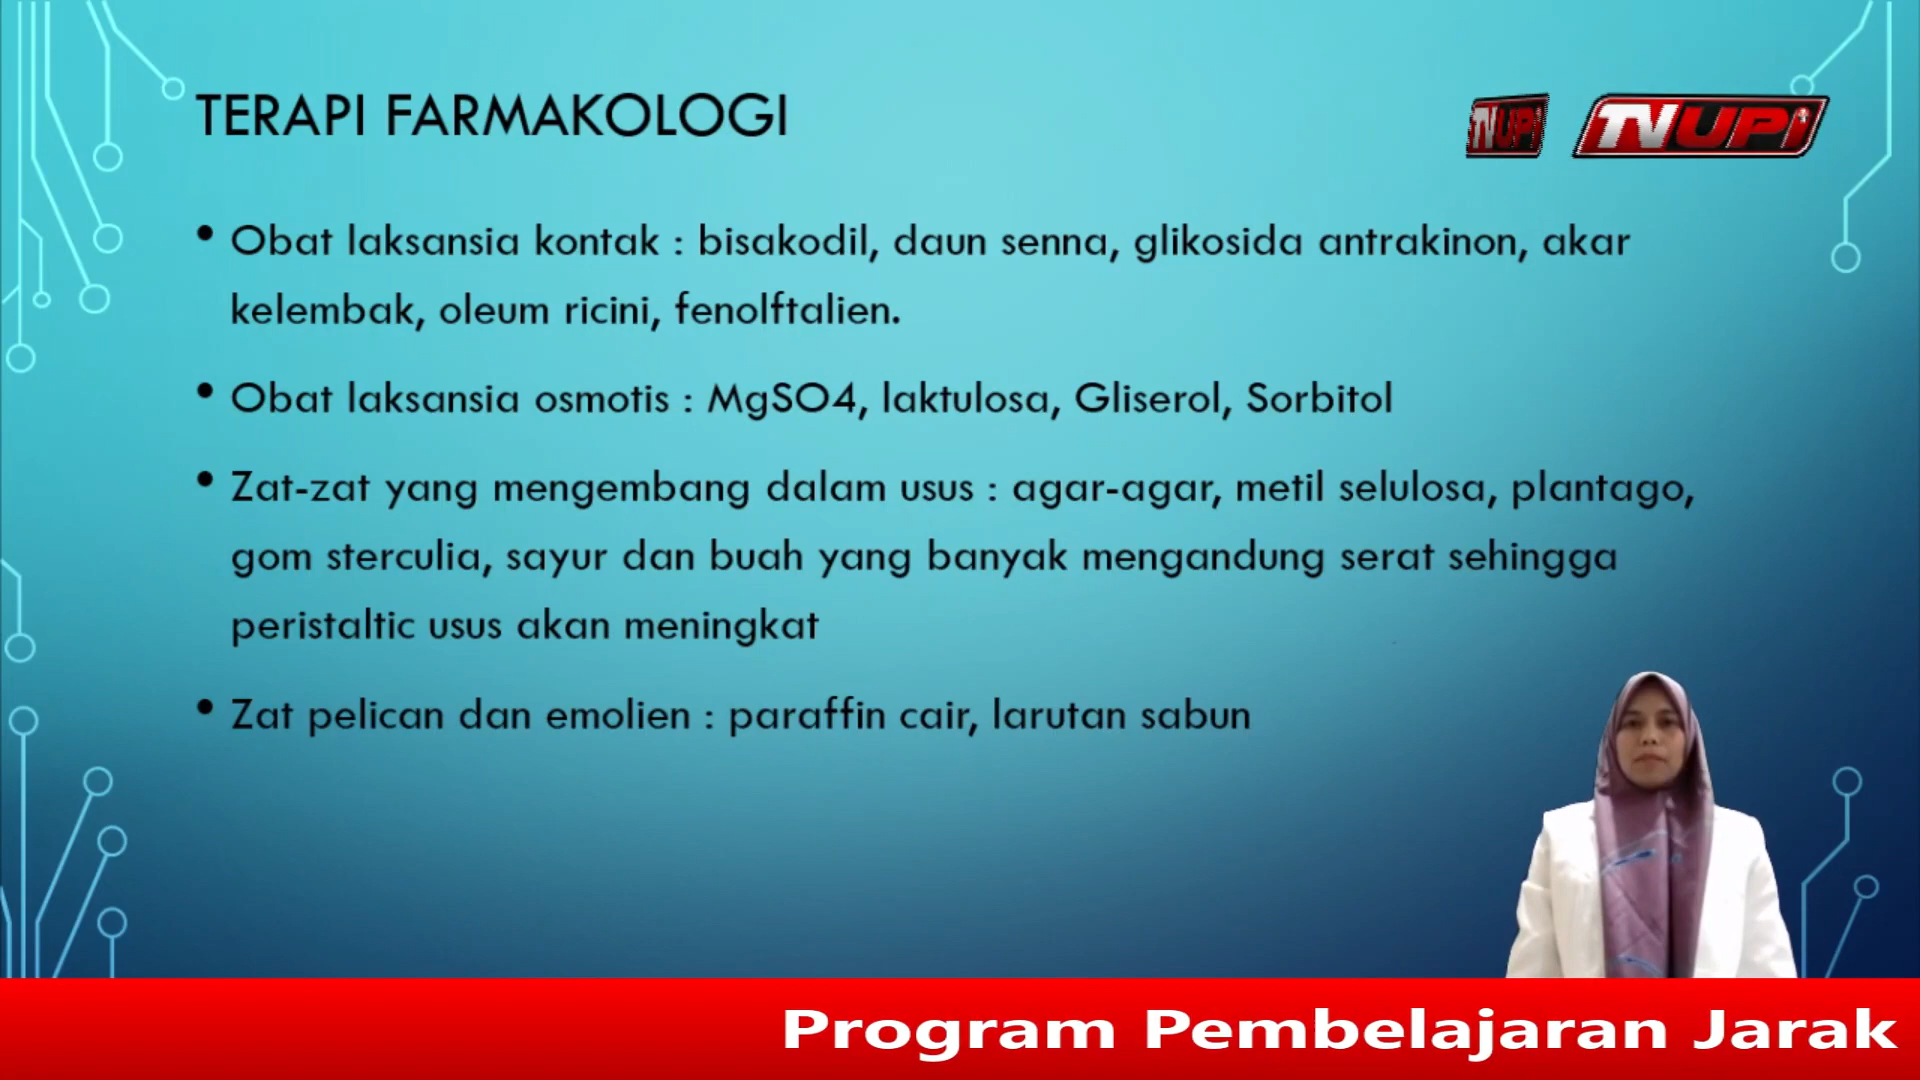 TERAPI FARMAKOLOGI
TVUPI TVUPI
• Obat laksansia kontak : bisakodil, daun senna, glikosida antrakinon, akar
kelembak, oleum ricini, fenolftalien.
• Obat laksansia osmotis : MgSO4, laktulosa, Gliserol, Sorbitol
• Zat-zat yang mengembang dalam usus : agar-agar, metil selulosa, plantago,
gom sterculia, sayur dan buah yang banyak mengandung serat sehingga
peristaltic usus akan meningkat
• Zat pelican dan emolien : paraffin cair, larutan sabun
Program Pembelajaran Jarak